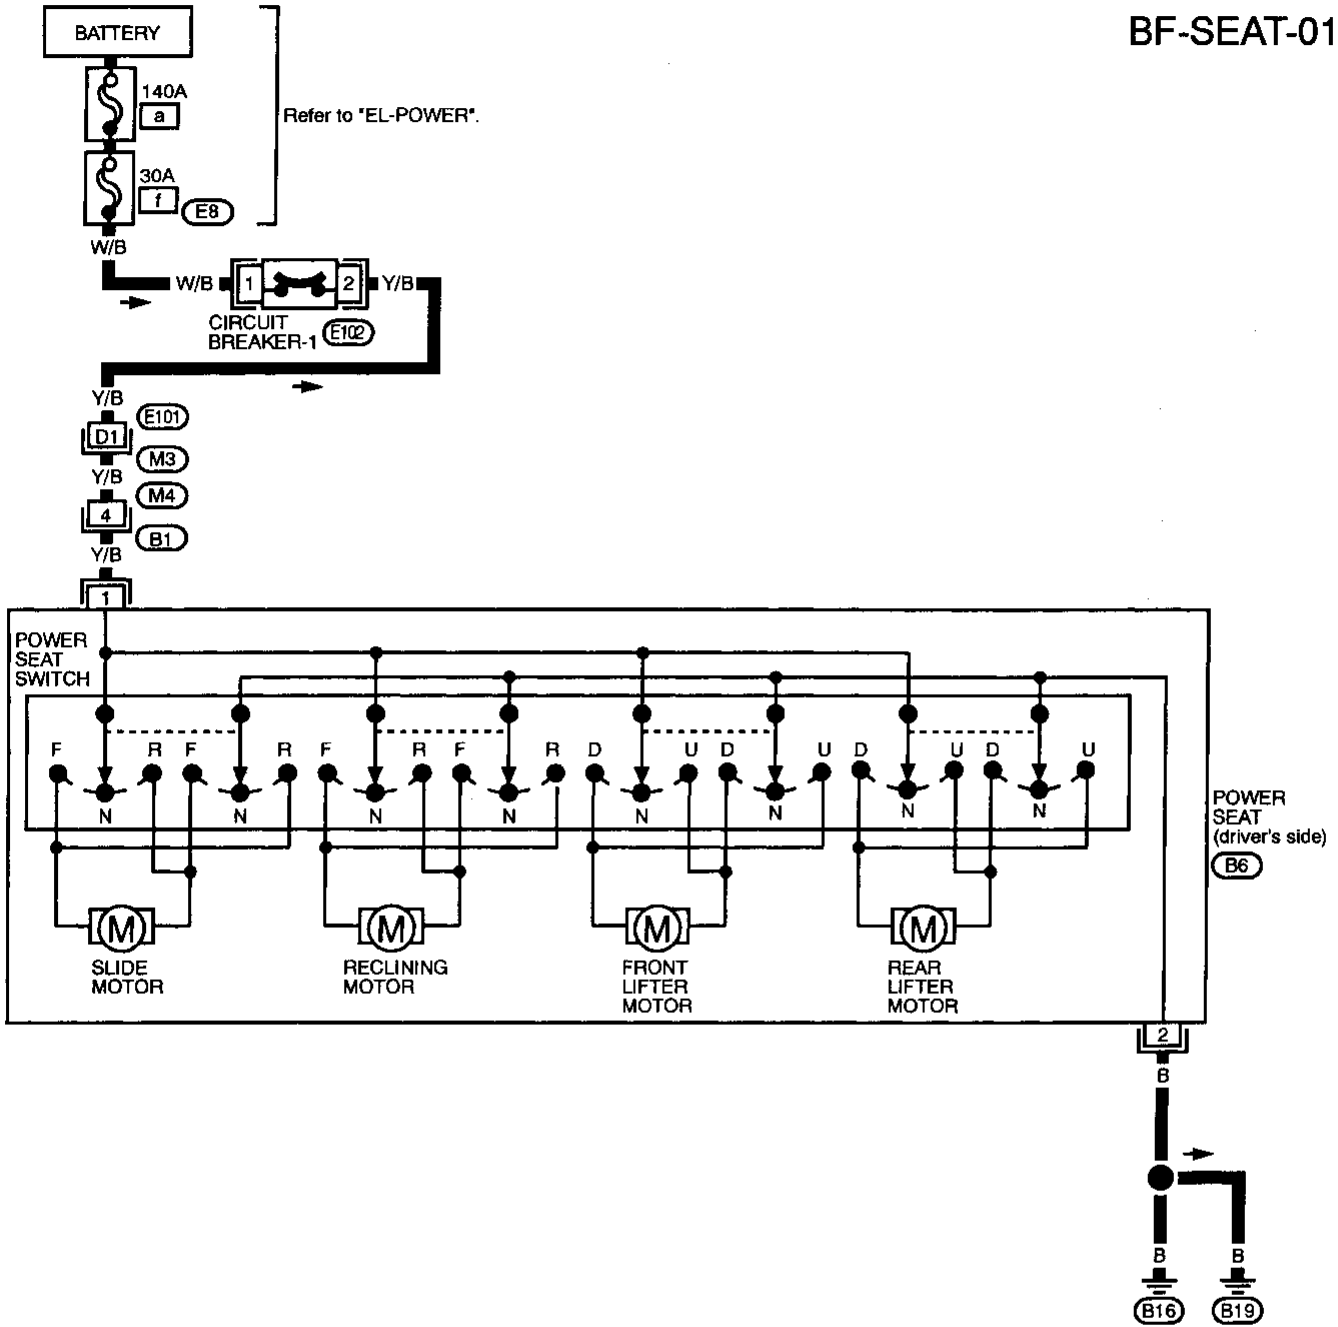 BF-SEAT-01
BATTERY
140A
a
Refer to "EL-POWER".
30A
f
E8
W/B
W/B
1
2
Y/B
CIRCUIT
BREAKER-1
E102
Y/B
E101
D1
M3
Y/B
M4
4
B1
Y/B
1
POWER
SEAT
SWITCH
F R F R F R F R D U D U D U D U
N N N N N N N N
POWER
SEAT
(driver's side)
B6
M M M M
SLIDE
MOTOR
RECLINING
MOTOR
FRONT
LIFTER
MOTOR
REAR
LIFTER
MOTOR
2
B
B B
B16 B19